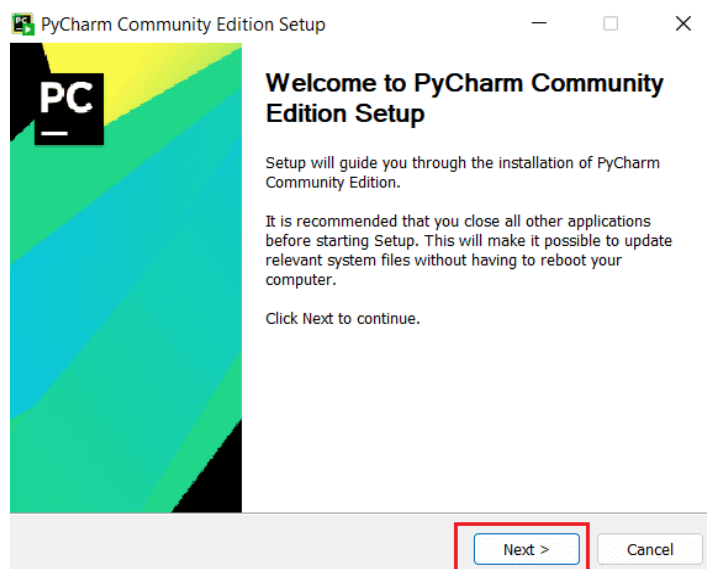 PyCharm Community Edition Setup
PC
Welcome to PyCharm Community
Edition Setup
Setup will guide you through the installation of PyCharm
Community Edition.
It is recommended that you close all other applications
before starting Setup. This will make it possible to update
relevant system files without having to reboot your
computer.
Click Next to continue.
Next >
Cancel